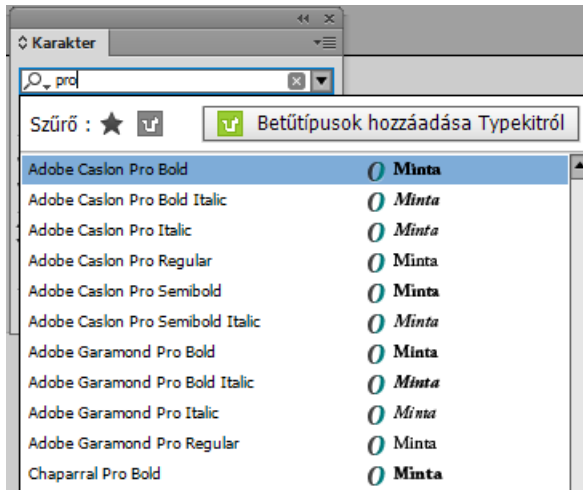 Karakter
pro
Szűrő : Betűtípusok hozzáadása Typekitról
Adobe Caslon Pro Bold Minta
Adobe Caslon Pro Bold Italic Minta
Adobe Caslon Pro Italic Minta
Adobe Caslon Pro Regular Minta
Adobe Caslon Pro Semibold Minta
Adobe Caslon Pro Semibold Italic Minta
Adobe Garamond Pro Bold Minta
Adobe Garamond Pro Bold Italic Minta
Adobe Garamond Pro Italic Minta
Adobe Garamond Pro Regular Minta
Chaparral Pro Bold Minta